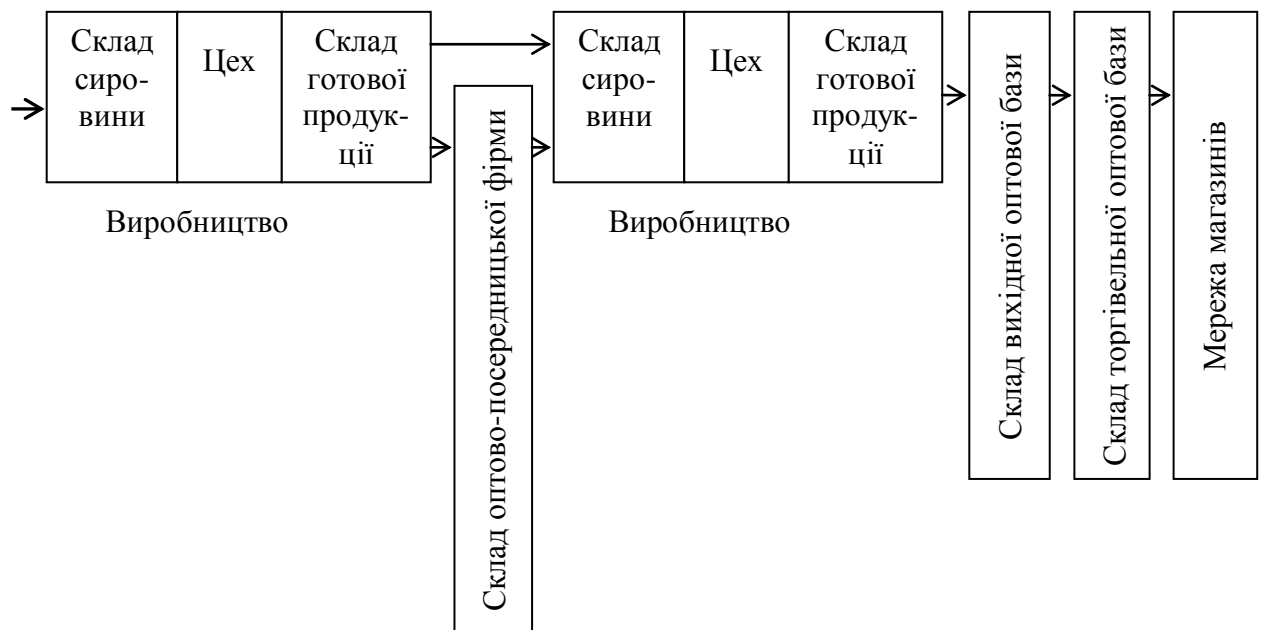 Склад
сиро-
вини
Цех
Склад
готової
продук-
ції
Виробництво
Склад оптово-посередницької фірми
Склад
сиро-
вини
Цех
Склад
готової
продук-
ції
Виробництво
Склад вихідної оптової бази
Склад торгівельної оптової бази
Мережа магазинів